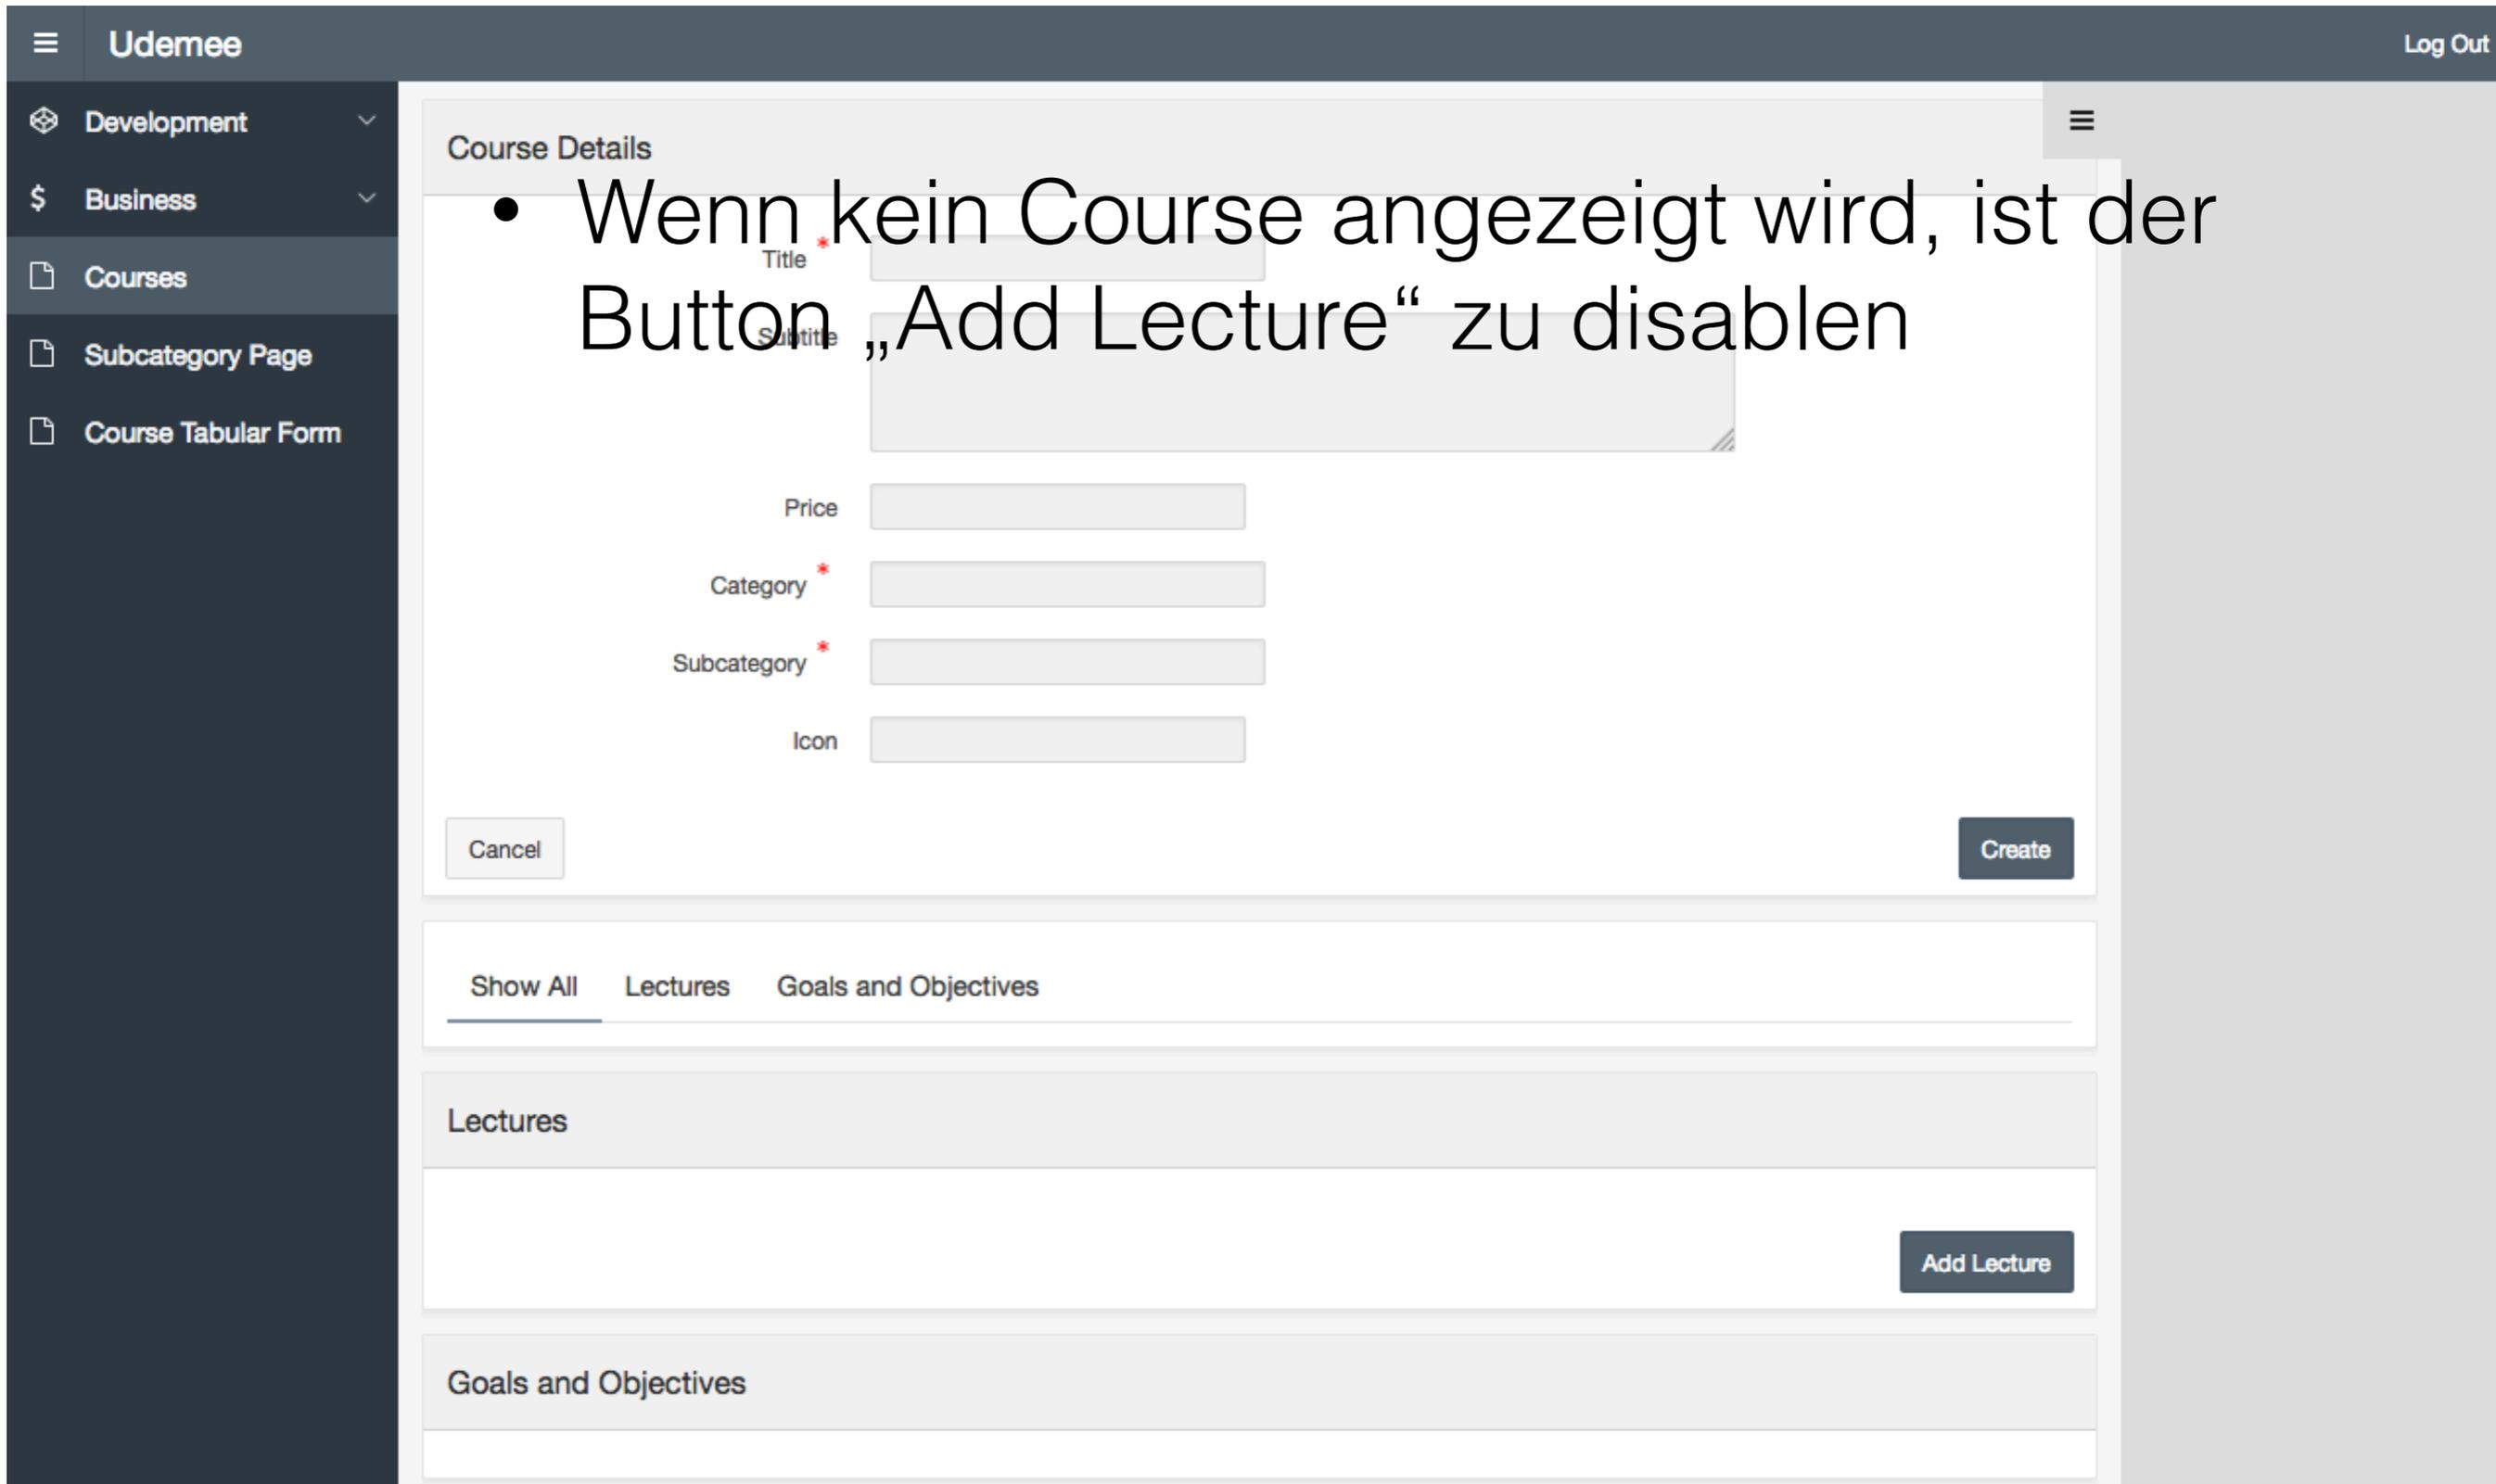 Udemee
Log Out
Development
Business
Courses
Subcategory Page
Course Tabular Form
Course Details
• Wenn kein Course angezeigt wird, ist der
Button „Add Lecture“ zu disablen
Title *
Subtitle
Price
Category *
Subcategory *
Icon
Cancel
Create
Show All Lectures Goals and Objectives
Lectures
Add Lecture
Goals and Objectives